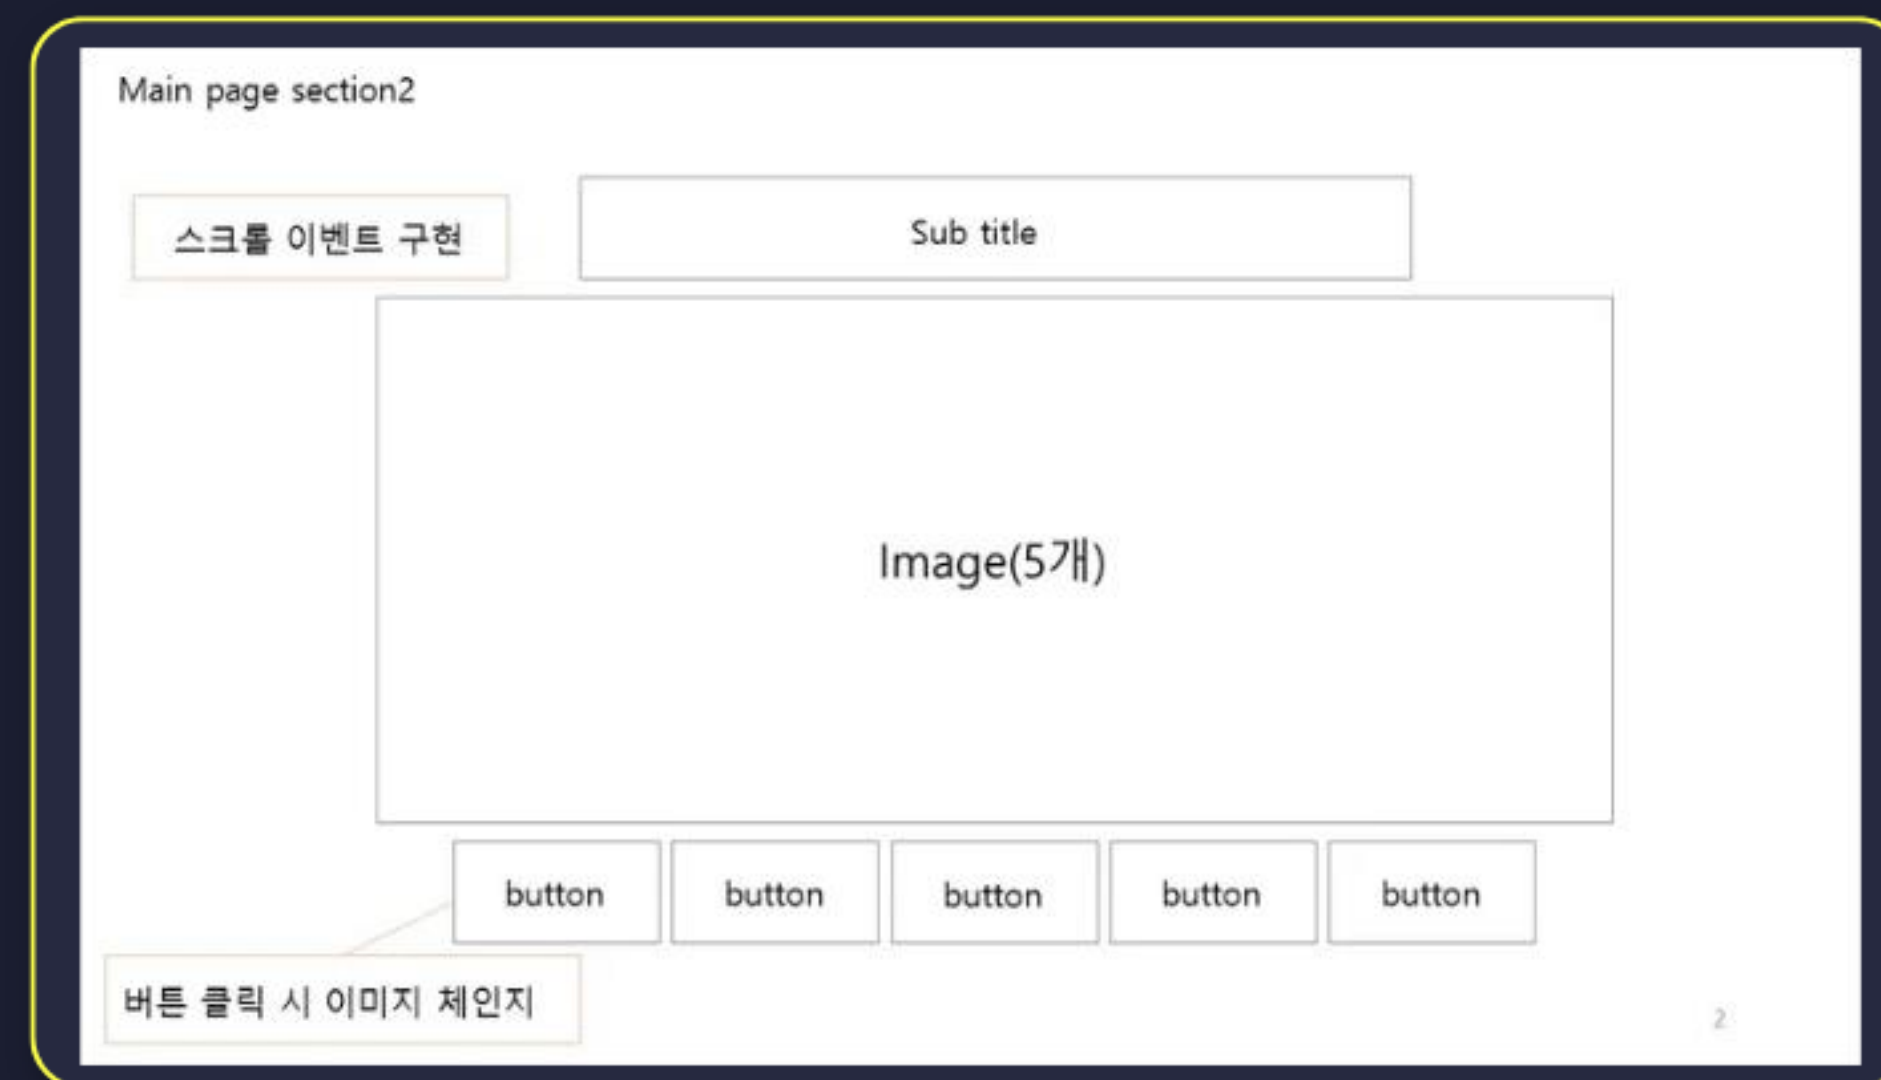 Main page section2
스크롤 이벤트 구현
Sub title
Image(5개)
button
button
button
button
button
버튼 클릭 시 이미지 체인지
2